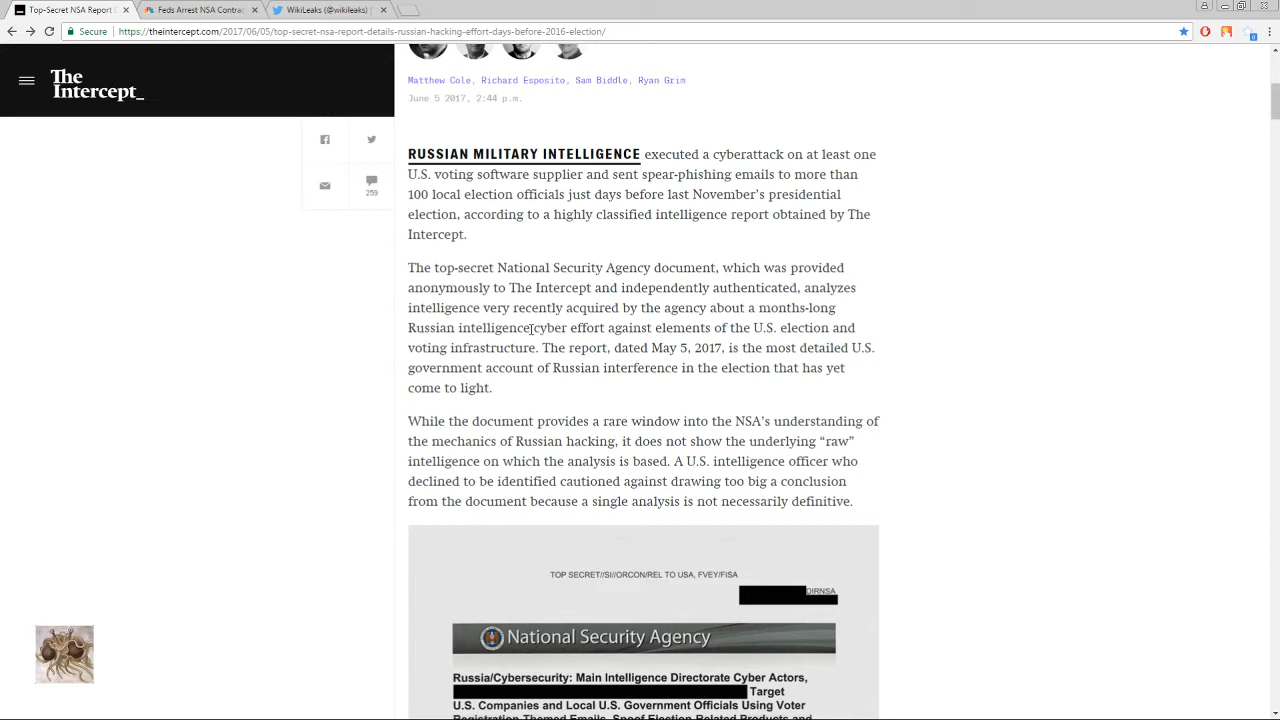 Top-Secret NSA Report D
Feds Arrest NSA Contrac
WikiLeaks (@wikileaks) |
Secure
https://theintercept.com/2017/06/05/top-secret-nsa-report-details-russian-hacking-effort-days-before-2016-election/
The
Intercept_
259
Matthew Cole, Richard Esposito, Sam Biddle, Ryan Grim
June 5 2017, 2:44 p.m.
RUSSIAN MILITARY INTELLIGENCE executed a cyberattack on at least one
U.S. voting software supplier and sent spear-phishing emails to more than
100 local election officials just days before last November’s presidential
election, according to a highly classified intelligence report obtained by The
Intercept.
The top-secret National Security Agency document, which was provided
anonymously to The Intercept and independently authenticated, analyzes
intelligence very recently acquired by the agency about a months-long
Russian intelligence cyber effort against elements of the U.S. election and
voting infrastructure. The report, dated May 5, 2017, is the most detailed U.S.
government account of Russian interference in the election that has yet
come to light.
While the document provides a rare window into the NSA’s understanding of
the mechanics of Russian hacking, it does not show the underlying “raw”
intelligence on which the analysis is based. A U.S. intelligence officer who
declined to be identified cautioned against drawing too big a conclusion
from the document because a single analysis is not necessarily definitive.
TOP SECRET//SI//ORCON/REL TO USA, FVEY/FISA
DIRNSA
National Security Agency
Russia/Cybersecurity: Main Intelligence Directorate Cyber Actors,
Target
U.S. Companies and Local U.S. Government Officials Using Voter
Registration-Themed Emails, Spoof Election-Related Products and